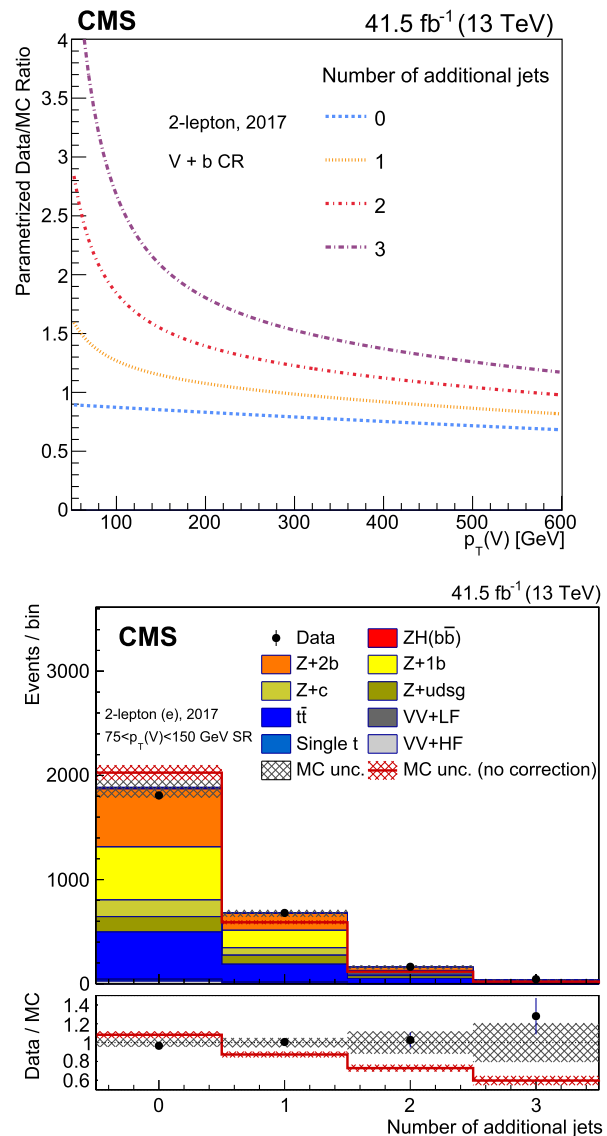 CMS 41.5 fb⁻¹ (13 TeV)
4
3.5
3
2.5
2
1.5
1
0.5
0
Parametrized Data/MC Ratio
Number of additional jets
2-lepton, 2017
V + b CR
0
1
2
3
100 200 300 400 500 600
p_T(V) [GeV]
41.5 fb⁻¹ (13 TeV)
CMS
Events / bin
3000
2000
1000
0
Data ZH(bb̄)
Z+2b Z+1b
Z+c Z+udsg
tt̄ VV+LF
Single t VV+HF
MC unc. MC unc. (no correction)
2-lepton (e), 2017
75<p_T(V)<150 GeV SR
Data / MC
1.4
1.2
1
0.8
0.6
0 1 2 3
Number of additional jets